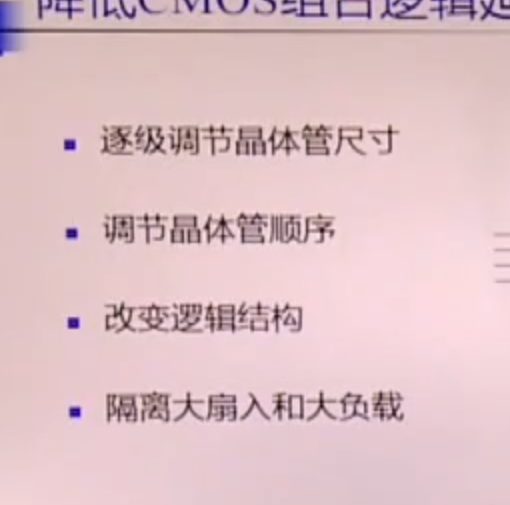 降低CMOS组合逻辑延
逐级调节晶体管尺寸
调节晶体管顺序
改变逻辑结构
隔离大扇入和大负载